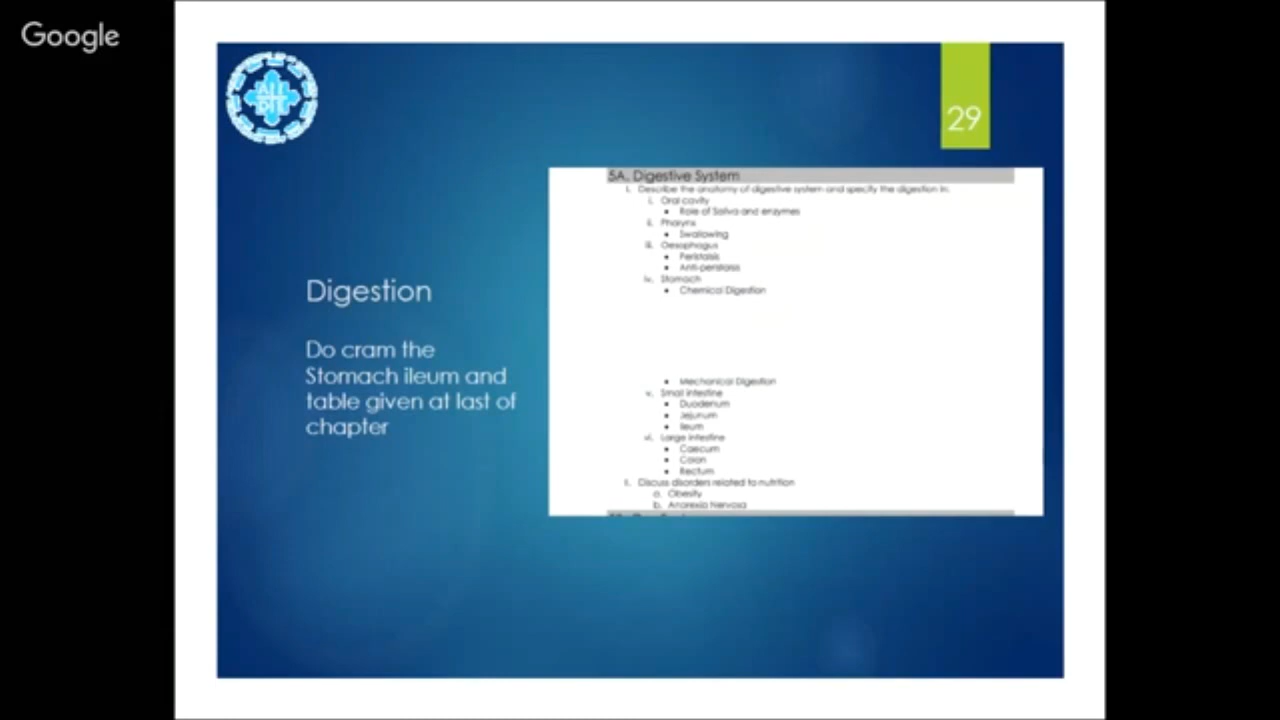 Google
29
Digestion
Do cram the
Stomach ileum and
table given at last of
chapter
5A. Digestive System
i. Describe the anatomy of digestive system and specify the digestion in:
i. Oral cavity
• Role of Saliva and enzymes
ii. Pharynx
• Swallowing
iii. Oesophagus
• Peristalsis
• Anti-peristalsis
iv. Stomach
• Chemical Digestion
• Mechanical Digestion
v. Small intestine
• Duodenum
• Jejunum
• Ileum
vi. Large intestine
• Caecum
• Colon
• Rectum
ii. Discuss disorders related to nutrition
a. Obesity
b. Anorexia Nervosa